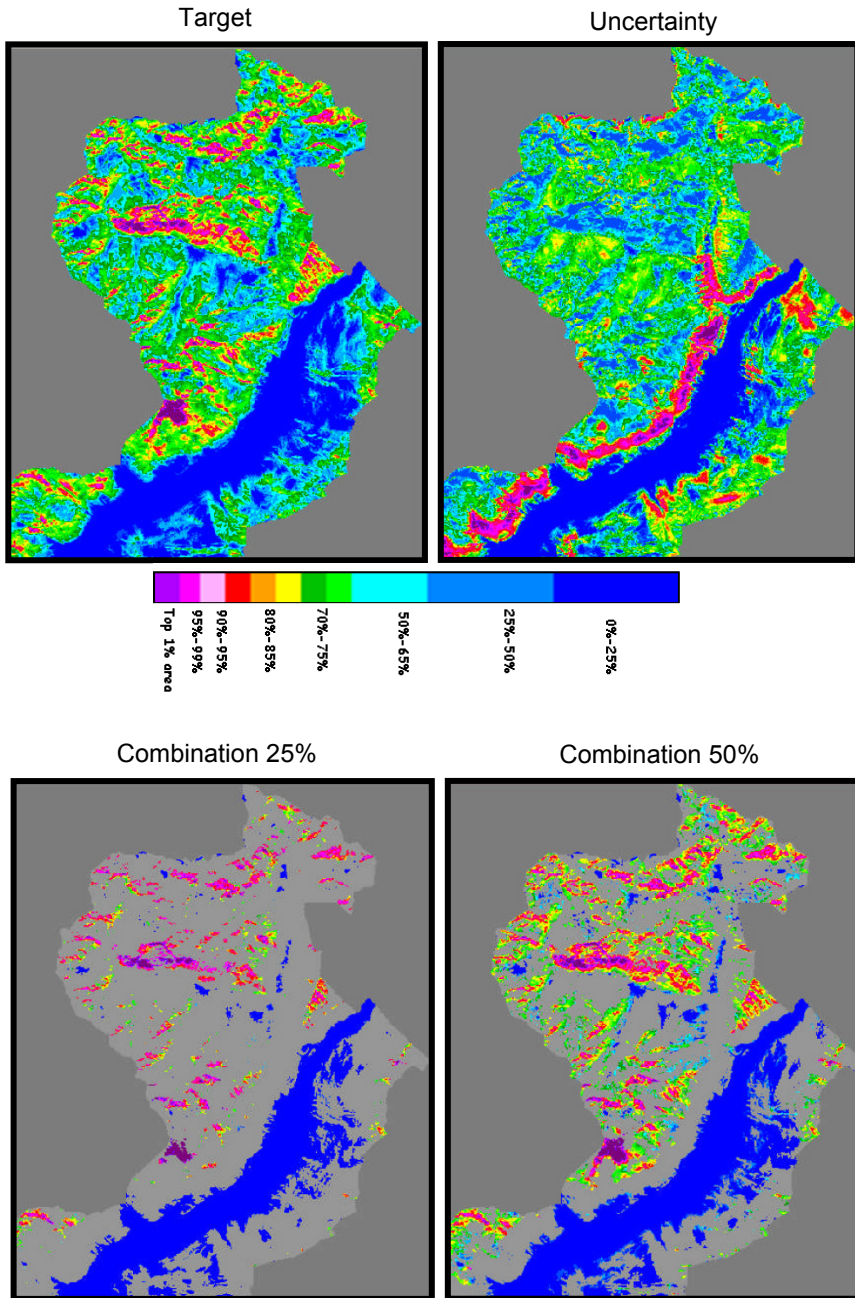 Target
Uncertainty
Top 1% area
95%-99%
90%-95%
80%-85%
70%-75%
50%-65%
25%-50%
0%-25%
Combination 25%
Combination 50%